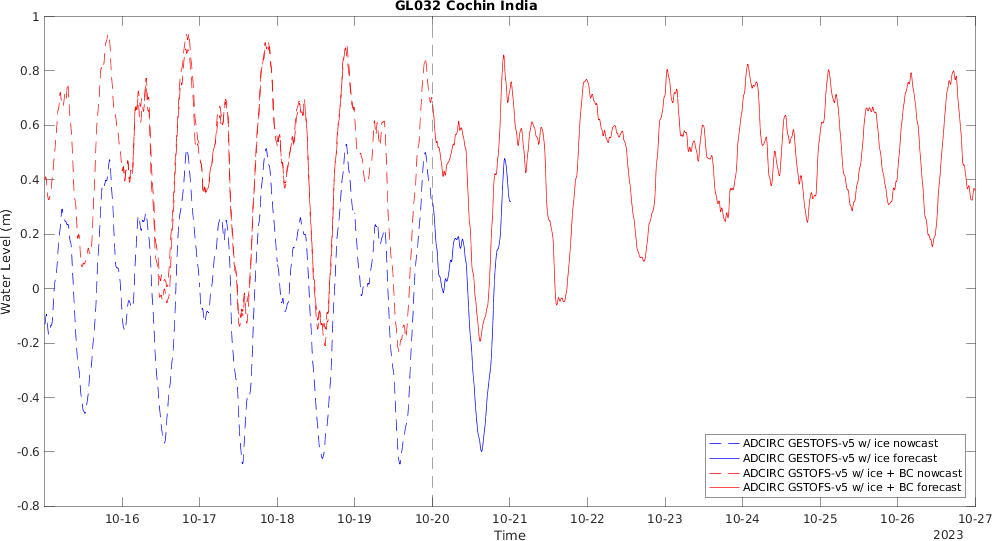 GL032 Cochin India
Water Level (m)
1
0.8
0.6
0.4
0.2
0
-0.2
-0.4
-0.6
-0.8
ADCIRC GESTOFS-v5 w/ ice nowcast
ADCIRC GESTOFS-v5 w/ ice forecast
ADCIRC GSTOFS-v5 w/ ice + BC nowcast
ADCIRC GSTOFS-v5 w/ ice + BC forecast
10-16 10-17 10-18 10-19 10-20 10-21 10-22 10-23 10-24 10-25 10-26 10-27
Time
2023